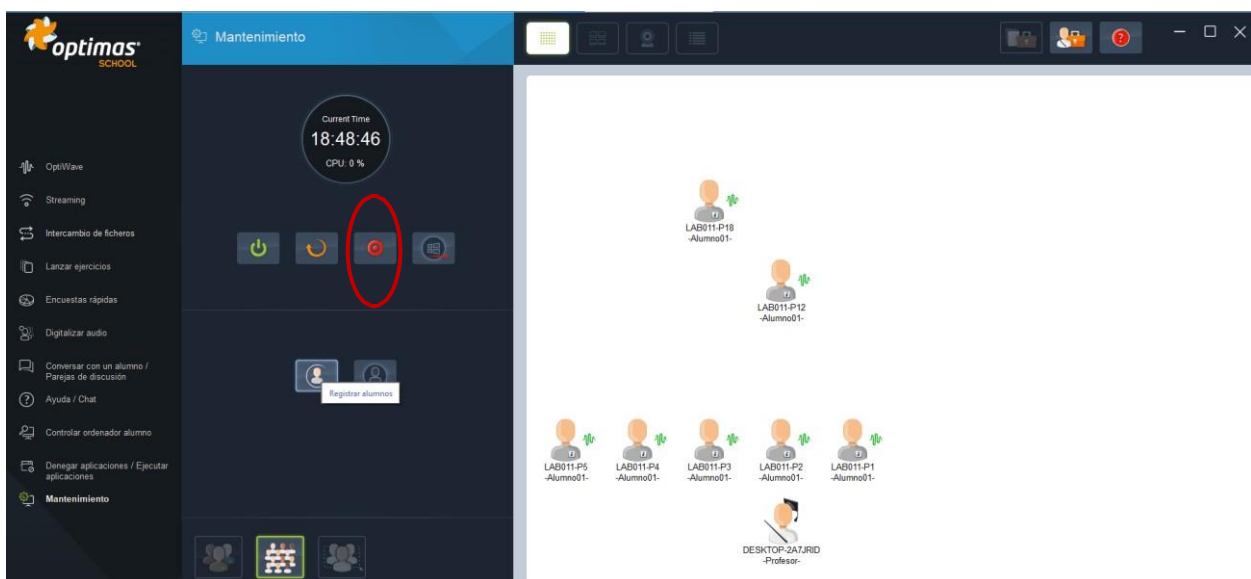 optimas
SCHOOL
Mantenimiento
Current Time
18:48:46
CPU: 0 %
OptiWave
Streaming
Intercambio de ficheros
Lanzar ejercicios
Encuestas rápidas
Digitalizar audio
Conversar con un alumno /
Parejas de discusión
Ayuda / Chat
Controlar ordenador alumno
Denegar aplicaciones / Ejecutar
aplicaciones
Mantenimiento
Registrar alumnos
LAB011-P18
-Alumno01-
LAB011-P12
-Alumno01-
LAB011-P5
-Alumno01-
LAB011-P4
-Alumno01-
LAB011-P3
-Alumno01-
LAB011-P2
-Alumno01-
LAB011-P1
-Alumno01-
DESKTOP-2A7JRID
-Profesor-